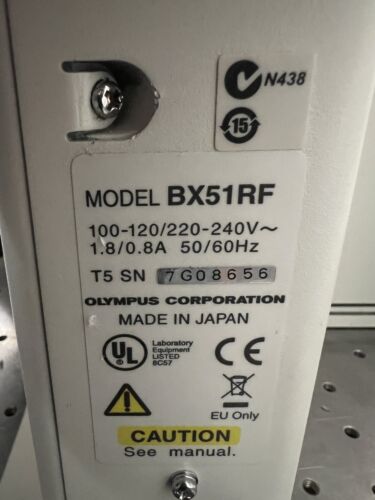 N438
15
MODEL BX51RF
100-120/220-240V～
1.8/0.8A 50/60Hz
T5 SN 7G08656
OLYMPUS CORPORATION
MADE IN JAPAN
UL
Laboratory
Equipment
LISTED
8C57
CE
EU Only
CAUTION
See manual.